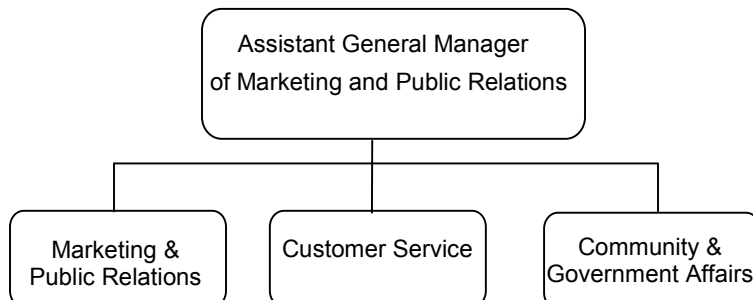 Assistant General Manager
of Marketing and Public Relations
Marketing &
Public Relations
Customer Service
Community &
Government Affairs